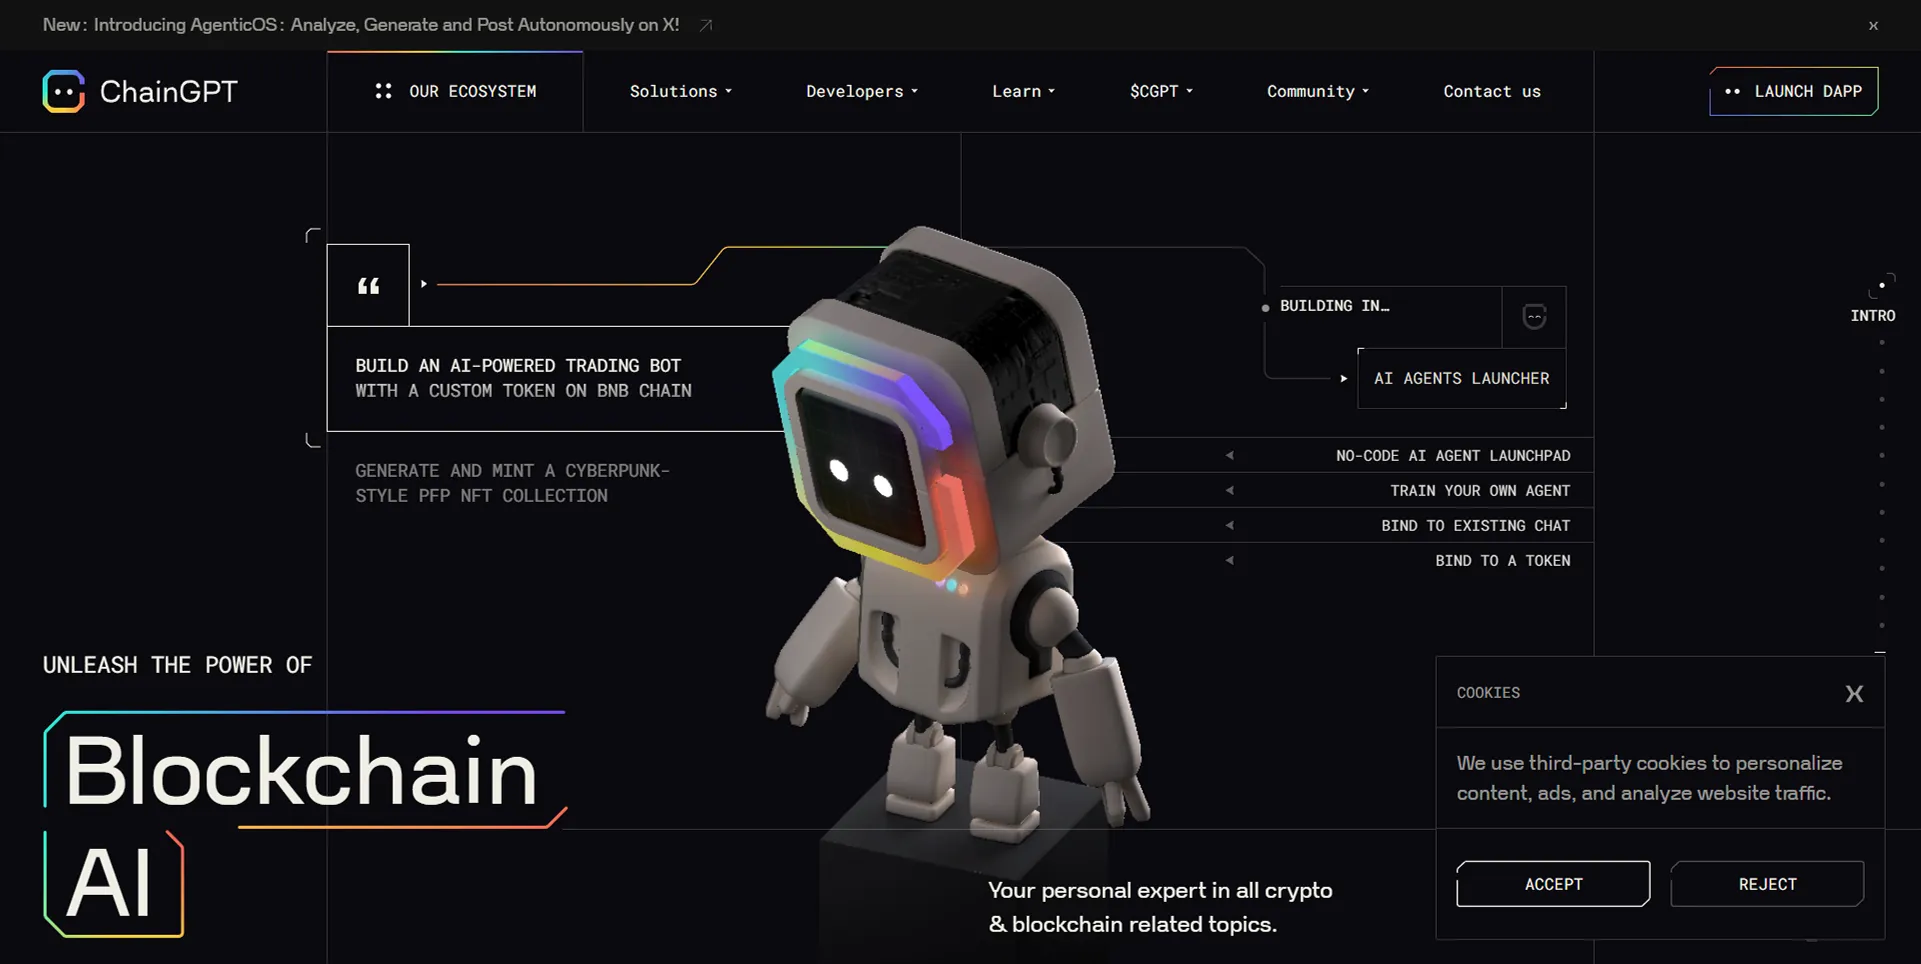 New: Introducing AgenticOS: Analyze, Generate and Post Autonomously on X!
ChainGPT
OUR ECOSYSTEM
Solutions
Developers
Learn
$CGPT
Community
Contact us
LAUNCH DAPP
“
BUILD AN AI-POWERED TRADING BOT
WITH A CUSTOM TOKEN ON BNB CHAIN
GENERATE AND MINT A CYBERPUNK-
STYLE PFP NFT COLLECTION
BUILDING IN…
AI AGENTS LAUNCHER
NO-CODE AI AGENT LAUNCHPAD
TRAIN YOUR OWN AGENT
BIND TO EXISTING CHAT
BIND TO A TOKEN
INTRO
UNLEASH THE POWER OF
Blockchain
AI
Your personal expert in all crypto
& blockchain related topics.
COOKIES
X
We use third-party cookies to personalize
content, ads, and analyze website traffic.
ACCEPT
REJECT